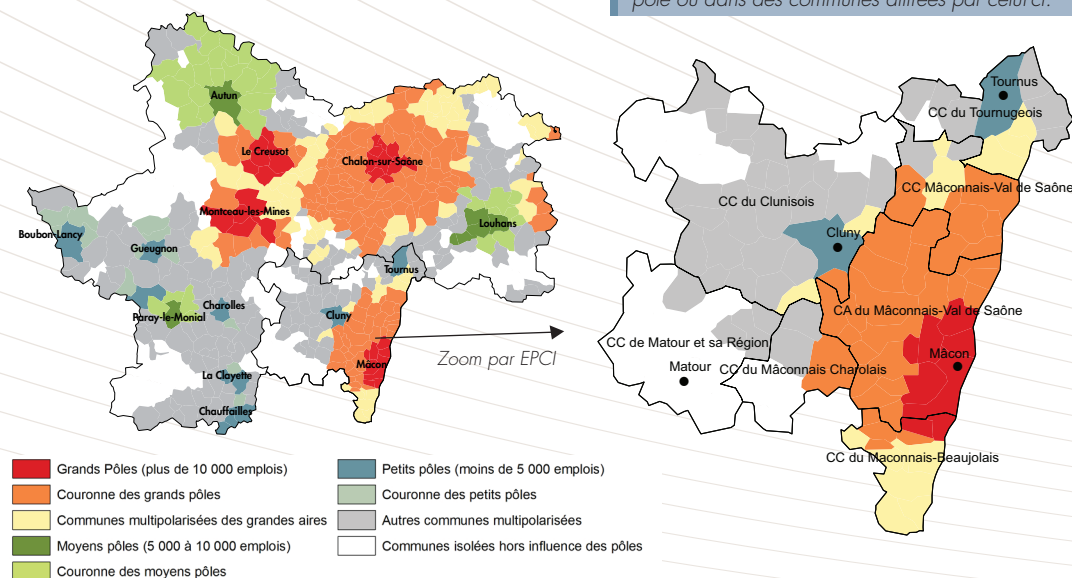 pôle ou dans des communes attirées par celui-ci.
Autun
Le Creusot
Chalon-sur-Saône
Montceau-les-Mines
Louhans
Boubon-Lancy
Gueugnon
Tournus
Charolles
Paray-le-Monial
Cluny
Mâcon
La Clayette
Chauffailles
Zoom par EPCI
Tournus
CC du Tournugeois
CC Mâconnais-Val de Saône
CC du Clunisois
Cluny
CA du Mâconnais-Val de Saône
CC de Matour et sa Région
Mâcon
Matour
CC du Mâconnais Charolais
CC du Maconnais-Beaujolais
Grands Pôles (plus de 10 000 emplois)
Couronne des grands pôles
Communes multipolarisées des grandes aires
Moyens pôles (5 000 à 10 000 emplois)
Couronne des moyens pôles
Petits pôles (moins de 5 000 emplois)
Couronne des petits pôles
Autres communes multipolarisées
Communes isolées hors influence des pôles